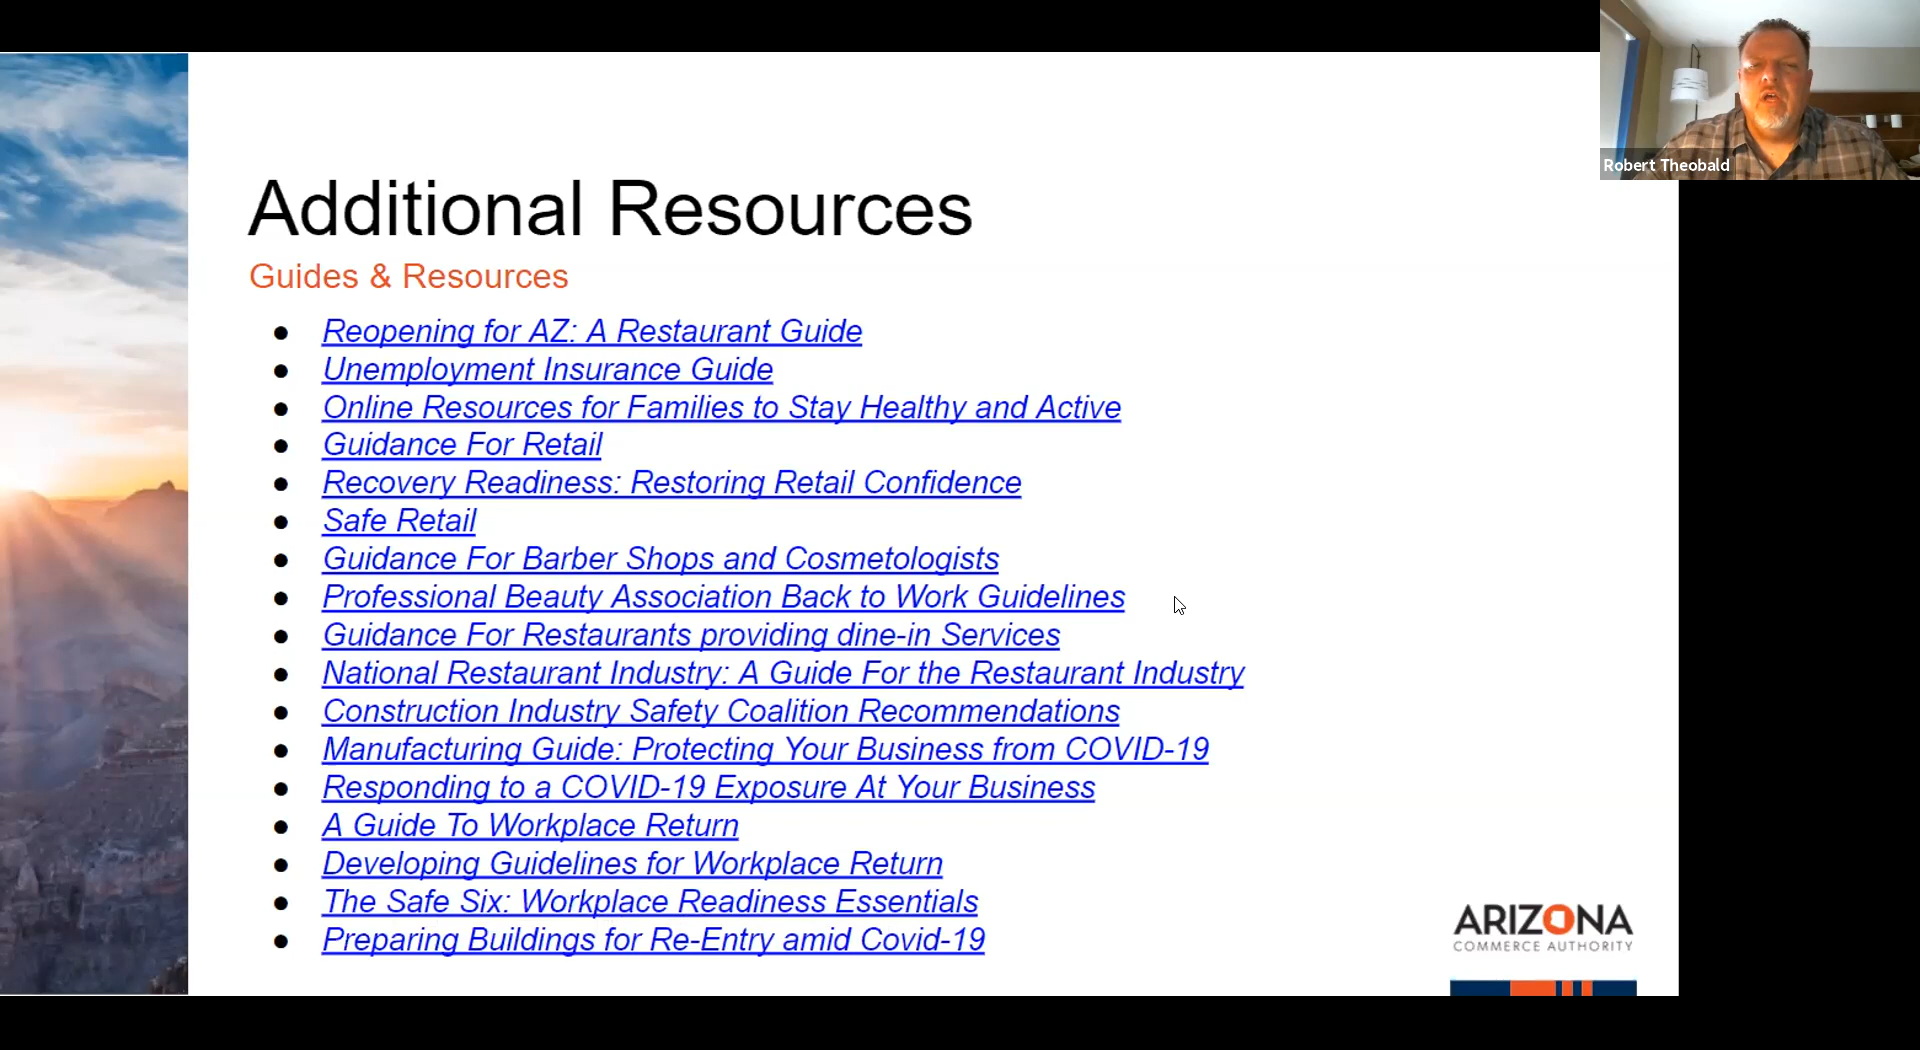 Robert Theobald
Additional Resources
Guides & Resources
● Reopening for AZ: A Restaurant Guide
● Unemployment Insurance Guide
● Online Resources for Families to Stay Healthy and Active
● Guidance For Retail
● Recovery Readiness: Restoring Retail Confidence
● Safe Retail
● Guidance For Barber Shops and Cosmetologists
● Professional Beauty Association Back to Work Guidelines
● Guidance For Restaurants providing dine-in Services
● National Restaurant Industry: A Guide For the Restaurant Industry
● Construction Industry Safety Coalition Recommendations
● Manufacturing Guide: Protecting Your Business from COVID-19
● Responding to a COVID-19 Exposure At Your Business
● A Guide To Workplace Return
● Developing Guidelines for Workplace Return
● The Safe Six: Workplace Readiness Essentials
● Preparing Buildings for Re-Entry amid Covid-19
ARIZONA
COMMERCE AUTHORITY